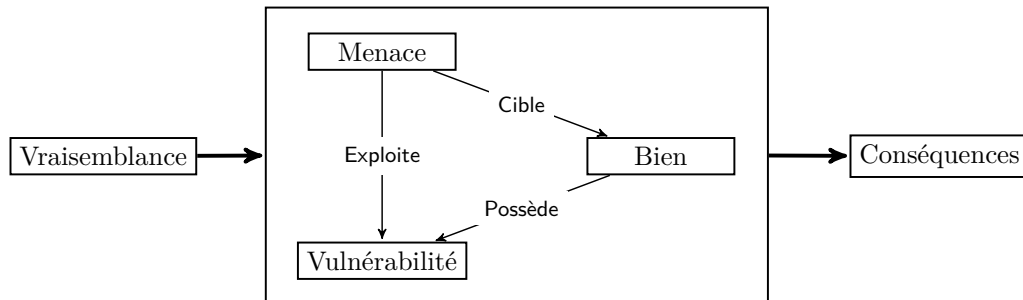 Menace
Cible
Vraisemblance
Exploite
Bien
Conséquences
Possède
Vulnérabilité